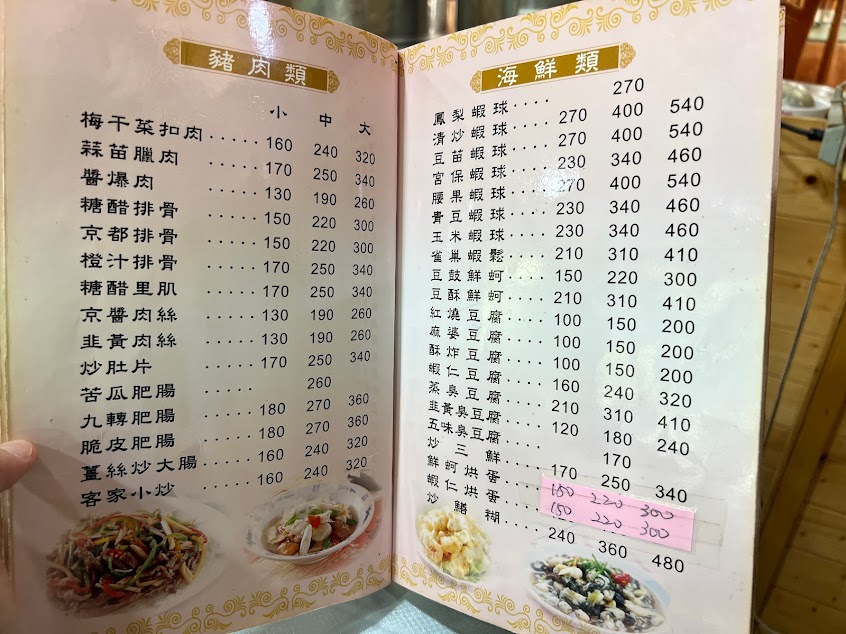 豬肉類
小 中 大
梅干菜扣肉‥‥‥160 240 320
蒜苗臘肉‥‥‥170 250 340
醬爆肉‥‥‥130 190 260
糖醋排骨‥‥‥150 220 300
京都排骨‥‥‥150 220 300
橙汁排骨‥‥‥170 250 340
糖醋里肌‥‥‥170 250 340
京醬肉絲‥‥‥130 190 260
韭黃肉絲‥‥‥130 190 260
炒肚片‥‥‥170 250 340
苦瓜肥腸‥‥‥260
九轉肥腸‥‥‥180 270 360
脆皮肥腸‥‥‥180 270 360
薑絲炒大腸‥‥‥160 240 320
客家小炒‥‥‥160 240 320
海鮮類
鳳梨蝦球‥‥270
清炒蝦球‥‥270 400 540
豆苗蝦球‥‥270 400 540
宮保蝦球‥‥230 340 460
腰果蝦球‥‥270 400 540
青豆蝦球‥‥230 340 460
玉米蝦球‥‥230 340 460
雀巢蝦鬆‥‥210 310 410
豆鼓鮮蚵‥‥150 220 300
豆酥鮮蚵‥‥210 310 410
紅燒豆腐‥‥100 150 200
麻婆豆腐‥‥100 150 200
酥炸豆腐‥‥100 150 200
蝦仁豆腐‥‥160 240 320
蒸臭豆腐‥‥210 310 410
韭黃臭豆腐‥‥120 180 240
五味臭豆腐‥‥170
炒三鮮‥‥170 250 340
鮮蚵烘蛋‥‥150 220 300
蝦仁烘蛋‥‥150 220 300
炒鱔糊‥‥240 360 480